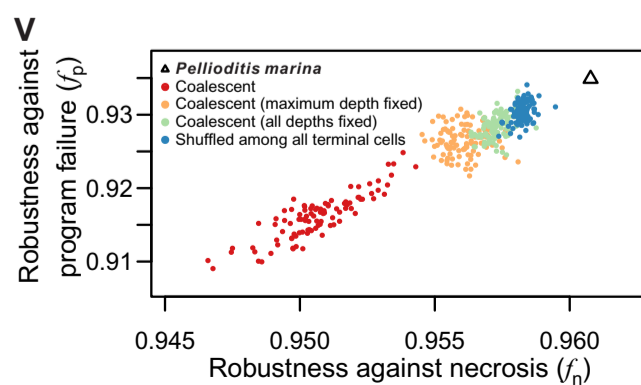 V
Robustness against
program failure (fp)
Pellioditis marina
Coalescent
Coalescent (maximum depth fixed)
Coalescent (all depths fixed)
Shuffled among all terminal cells
0.93
0.92
0.91
0.945 0.950 0.955 0.960
Robustness against necrosis (fn)